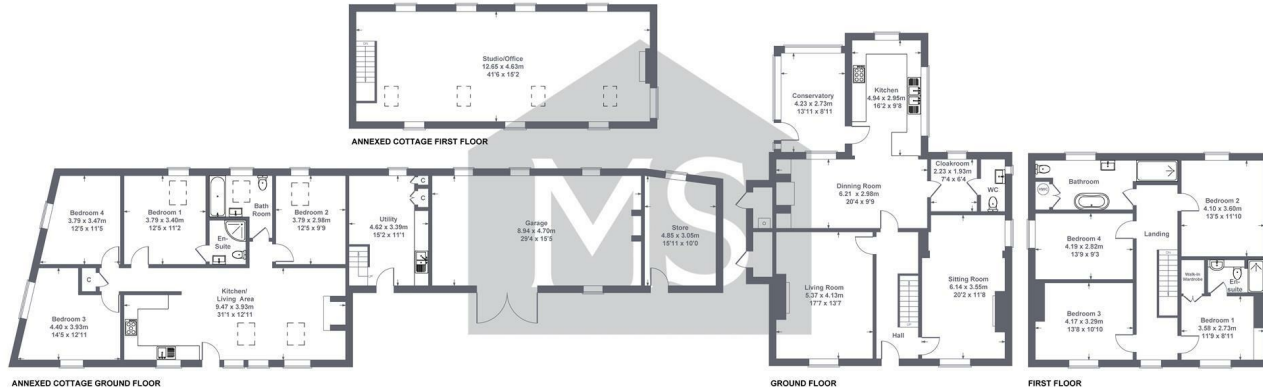 Studio/Office
12.65 x 4.63m
41'6 x 15'2
ANNEXED COTTAGE FIRST FLOOR
Bedroom 4
3.79 x 3.47m
12'5 x 11'5
Bedroom 1
3.79 x 3.40m
12'5 x 11'2
Bath
Room
En-
Suite
Bedroom 2
3.79 x 2.98m
12'5 x 9'9
Utility
4.62 x 3.39m
15'2 x 11'1
C
C
Garage
8.94 x 4.70m
29'4 x 15'5
Store
4.85 x 3.05m
15'11 x 10'0
C
Bedroom 3
4.40 x 3.93m
14'5 x 12'11
Kitchen/
Living Area
9.47 x 3.93m
31'1 x 12'11
ANNEXED COTTAGE GROUND FLOOR
MS
Conservatory
4.23 x 2.73m
13'11 x 8'11
Kitchen
4.94 x 2.95m
16'2 x 9'8
Dinning Room
6.21 x 2.98m
20'4 x 9'9
Cloakroom
2.23 x 1.93m
7'4 x 6'4
WC
Living Room
5.37 x 4.13m
17'7 x 13'7
Sitting Room
6.14 x 3.55m
20'2 x 11'8
Hall
GROUND FLOOR
Bathroom
Bedroom 2
4.10 x 3.60m
13'5 x 11'10
Bedroom 4
4.19 x 2.82m
13'9 x 9'3
Landing
Walk-In
Wardrobe
En-
suite
Bedroom 3
4.17 x 3.29m
13'8 x 10'10
Bedroom 1
3.58 x 2.73m
11'9 x 8'11
FIRST FLOOR